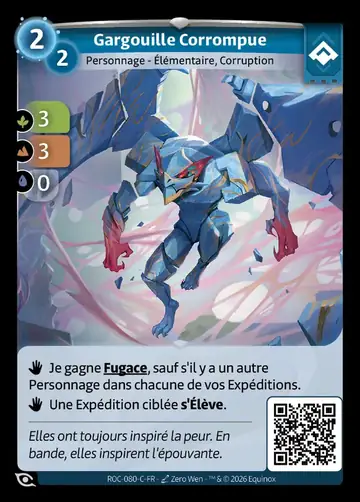 2
2
Gargouille Corrompue
Personnage - Élémentaire, Corruption
3
3
0
Je gagne Fugace, sauf s'il y a un autre
Personnage dans chacune de vos Expéditions.
Une Expédition ciblée s'Élève.
Elles ont toujours inspiré la peur. En
bande, elles inspirent l'épouvante.
ROC-080-C-FR - Zero Wen - ™ & © 2026 Equinox